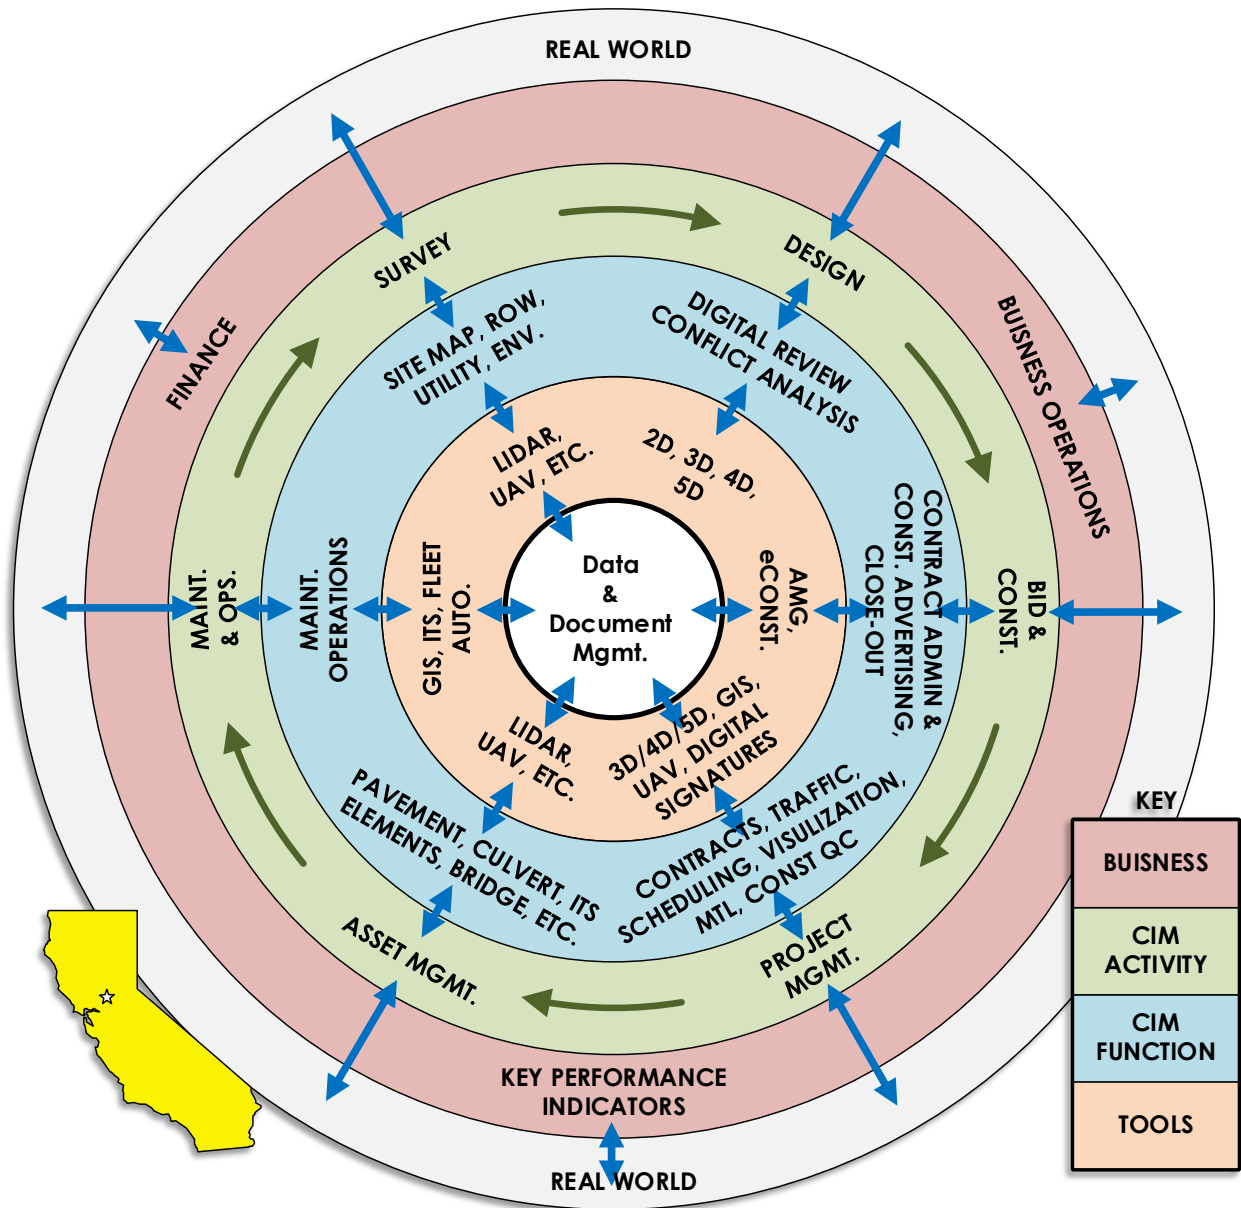 REAL WORLD
FINANCE
BUISNESS OPERATIONS
KEY PERFORMANCE
INDICATORS
REAL WORLD
SURVEY
DESIGN
BID &
CONST.
PROJECT
MGMT.
ASSET MGMT.
MAINT.
& OPS.
SITE MAP, ROW,
UTILITY, ENV.
DIGITAL REVIEW
CONFLICT ANALYSIS
CONTRACT ADMIN &
CONST. ADVERTISING,
CLOSE-OUT
CONTRACTS, TRAFFIC,
SCHEDULING, VISULIZATION,
MTL, CONST QC
PAVEMENT, CULVERT, ITS
ELEMENTS, BRIDGE, ETC.
MAINT.
OPERATIONS
LIDAR,
UAV, ETC.
2D, 3D, 4D,
5D
AMG,
eCONST.
3D/4D/5D, GIS,
UAV, DIGITAL
SIGNATURES
LIDAR,
UAV, ETC.
GIS, ITS, FLEET
AUTO.
Data
&
Document
Mgmt.
KEY
BUISNESS
CIM
ACTIVITY
CIM
FUNCTION
TOOLS